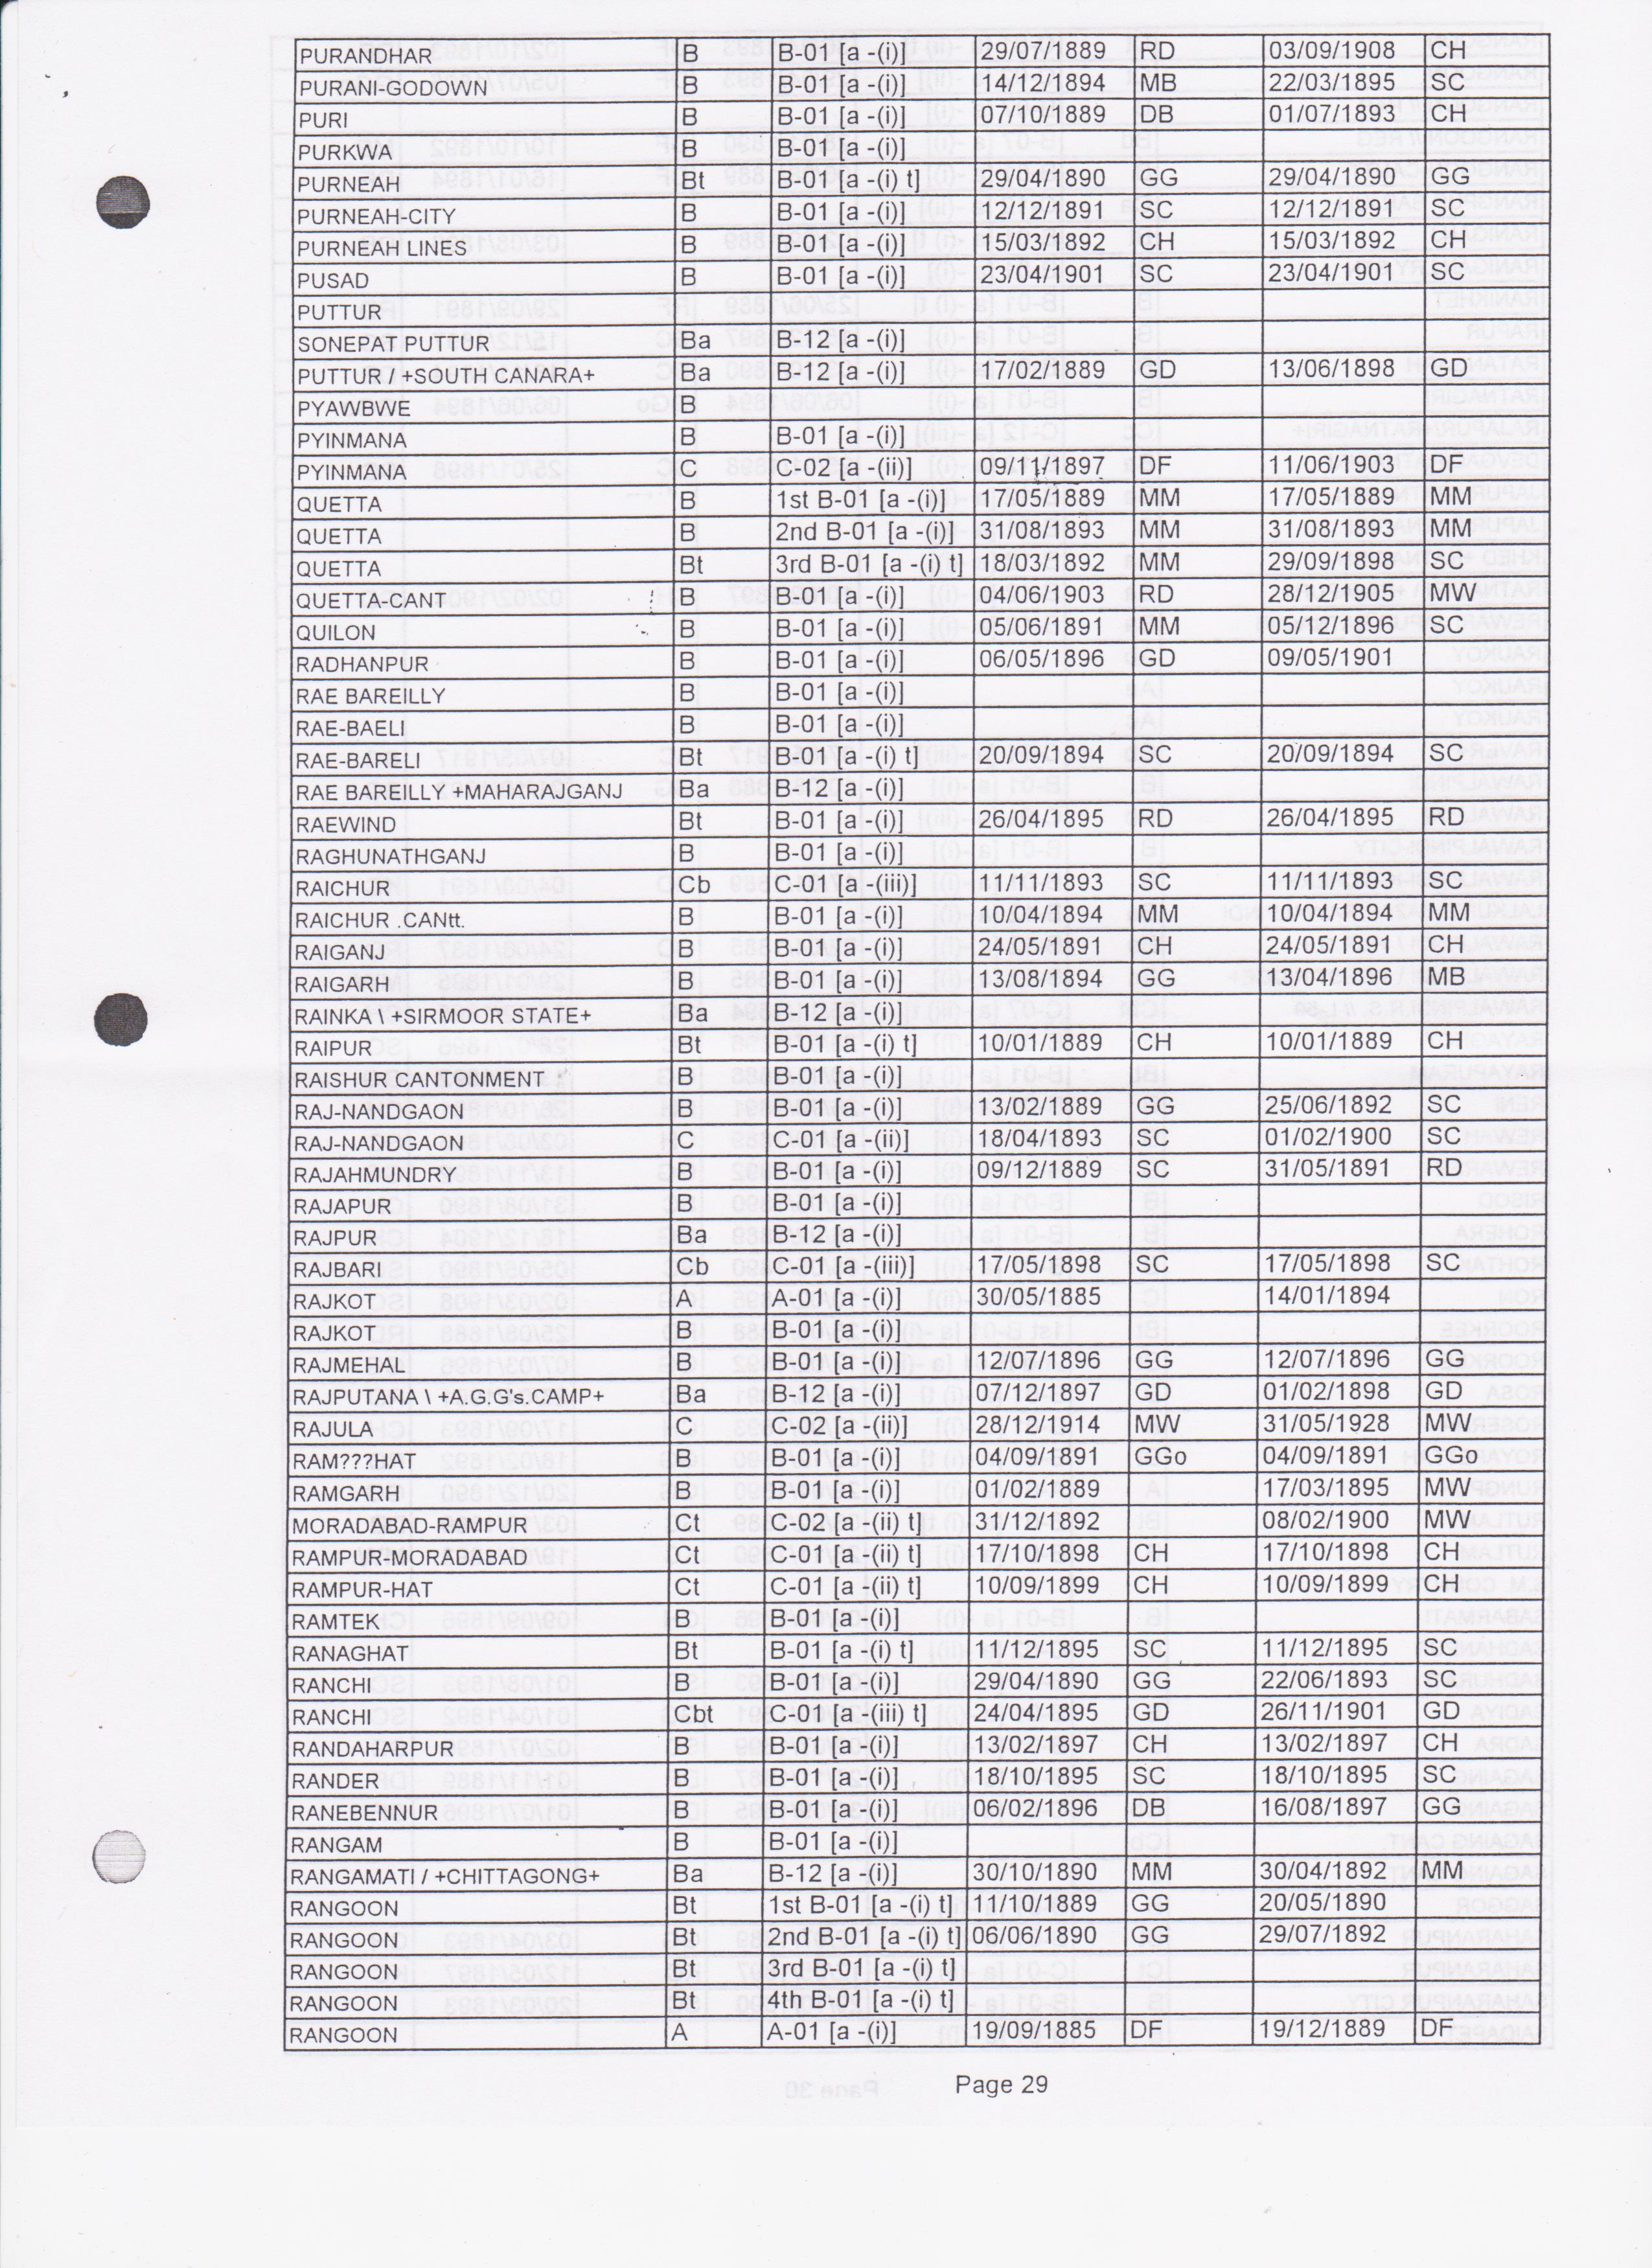 PURANDHAR B B-01 [a -(i)] 29/07/1889 RD 03/09/1908 CH
PURANI-GODOWN B B-01 [a -(i)] 14/12/1894 MB 22/03/1895 SC
PURI B B-01 [a -(i)] 07/10/1889 DB 01/07/1893 CH
PURKWA B B-01 [a -(i)]
PURNEAH Bt B-01 [a -(i) t] 29/04/1890 GG 29/04/1890 GG
PURNEAH-CITY B B-01 [a -(i)] 12/12/1891 SC 12/12/1891 SC
PURNEAH LINES B B-01 [a -(i)] 15/03/1892 CH 15/03/1892 CH
PUSAD B B-01 [a -(i)] 23/04/1901 SC 23/04/1901 SC
PUTTUR
SONEPAT PUTTUR Ba B-12 [a -(i)]
PUTTUR / +SOUTH CANARA+ Ba B-12 [a -(i)] 17/02/1889 GD 13/06/1898 GD
PYAWBWE B
PYINMANA B B-01 [a -(i)]
PYINMANA C C-02 [a -(ii)] 09/11/1897 DF 11/06/1903 DF
QUETTA B 1st B-01 [a -(i)] 17/05/1889 MM 17/05/1889 MM
QUETTA B 2nd B-01 [a -(i)] 31/08/1893 MM 31/08/1893 MM
QUETTA Bt 3rd B-01 [a -(i) t] 18/03/1892 MM 29/09/1898 SC
QUETTA-CANT B B-01 [a -(i)] 04/06/1903 RD 28/12/1905 MW
QUILON B B-01 [a -(i)] 05/06/1891 MM 05/12/1896 SC
RADHANPUR B B-01 [a -(i)] 06/05/1896 GD 09/05/1901
RAE BAREILLY B B-01 [a -(i)]
RAE-BAELI B B-01 [a -(i)]
RAE-BARELI Bt B-01 [a -(i) t] 20/09/1894 SC 20/09/1894 SC
RAE BAREILLY +MAHARAJGANJ Ba B-12 [a -(i)]
RAEWIND Bt B-01 [a -(i)] 26/04/1895 RD 26/04/1895 RD
RAGHUNATHGANJ B B-01 [a -(i)]
RAICHUR Cb C-01 [a -(iii)] 11/11/1893 SC 11/11/1893 SC
RAICHUR .CANtt. B B-01 [a -(i)] 10/04/1894 MM 10/04/1894 MM
RAIGANJ B B-01 [a -(i)] 24/05/1891 CH 24/05/1891 CH
RAIGARH B B-01 [a -(i)] 13/08/1894 GG 13/04/1896 MB
RAINKA \ +SIRMOOR STATE+ Ba B-12 [a -(i)]
RAIPUR Bt B-01 [a -(i) t] 10/01/1889 CH 10/01/1889 CH
RAISHUR CANTONMENT B B-01 [a -(i)]
RAJ-NANDGAON B B-01 [a -(i)] 13/02/1889 GG 25/06/1892 SC
RAJ-NANDGAON C C-01 [a -(ii)] 18/04/1893 SC 01/02/1900 SC
RAJAHMUNDRY B B-01 [a -(i)] 09/12/1889 SC 31/05/1891 RD
RAJAPUR B B-01 [a -(i)]
RAJPUR Ba B-12 [a -(i)]
RAJBARI Cb C-01 [a -(iii)] 17/05/1898 SC 17/05/1898 SC
RAJKOT A A-01 [a -(i)] 30/05/1885 14/01/1894
RAJKOT B B-01 [a -(i)]
RAJMEHAL B B-01 [a -(i)] 12/07/1896 GG 12/07/1896 GG
RAJPUTANA \ +A.G.G's.CAMP+ Ba B-12 [a -(i)] 07/12/1897 GD 01/02/1898 GD
RAJULA C C-02 [a -(ii)] 28/12/1914 MW 31/05/1928 MW
RAM???HAT B B-01 [a -(i)] 04/09/1891 GGo 04/09/1891 GGo
RAMGARH B B-01 [a -(i)] 01/02/1889 17/03/1895 MW
MORADABAD-RAMPUR Ct C-02 [a -(ii) t] 31/12/1892 08/02/1900 MW
RAMPUR-MORADABAD Ct C-01 [a -(ii) t] 17/10/1898 CH 17/10/1898 CH
RAMPUR-HAT Ct C-01 [a -(ii) t] 10/09/1899 CH 10/09/1899 CH
RAMTEK B B-01 [a -(i)]
RANAGHAT Bt B-01 [a -(i) t] 11/12/1895 SC 11/12/1895 SC
RANCHI B B-01 [a -(i)] 29/04/1890 GG 22/06/1893 SC
RANCHI Cbt C-01 [a -(iii) t] 24/04/1895 GD 26/11/1901 GD
RANDAHARPUR B B-01 [a -(i)] 13/02/1897 CH 13/02/1897 CH
RANDER B B-01 [a -(i)] 18/10/1895 SC 18/10/1895 SC
RANEBENNUR B B-01 [a -(i)] 06/02/1896 DB 16/08/1897 GG
RANGAM B B-01 [a -(i)]
RANGAMATI / +CHITTAGONG+ Ba B-12 [a -(i)] 30/10/1890 MM 30/04/1892 MM
RANGOON Bt 1st B-01 [a -(i) t] 11/10/1889 GG 20/05/1890
RANGOON Bt 2nd B-01 [a -(i) t] 06/06/1890 GG 29/07/1892
RANGOON Bt 3rd B-01 [a -(i) t]
RANGOON Bt 4th B-01 [a -(i) t]
RANGOON A A-01 [a -(i)] 19/09/1885 DF 19/12/1889 DF
Page 29